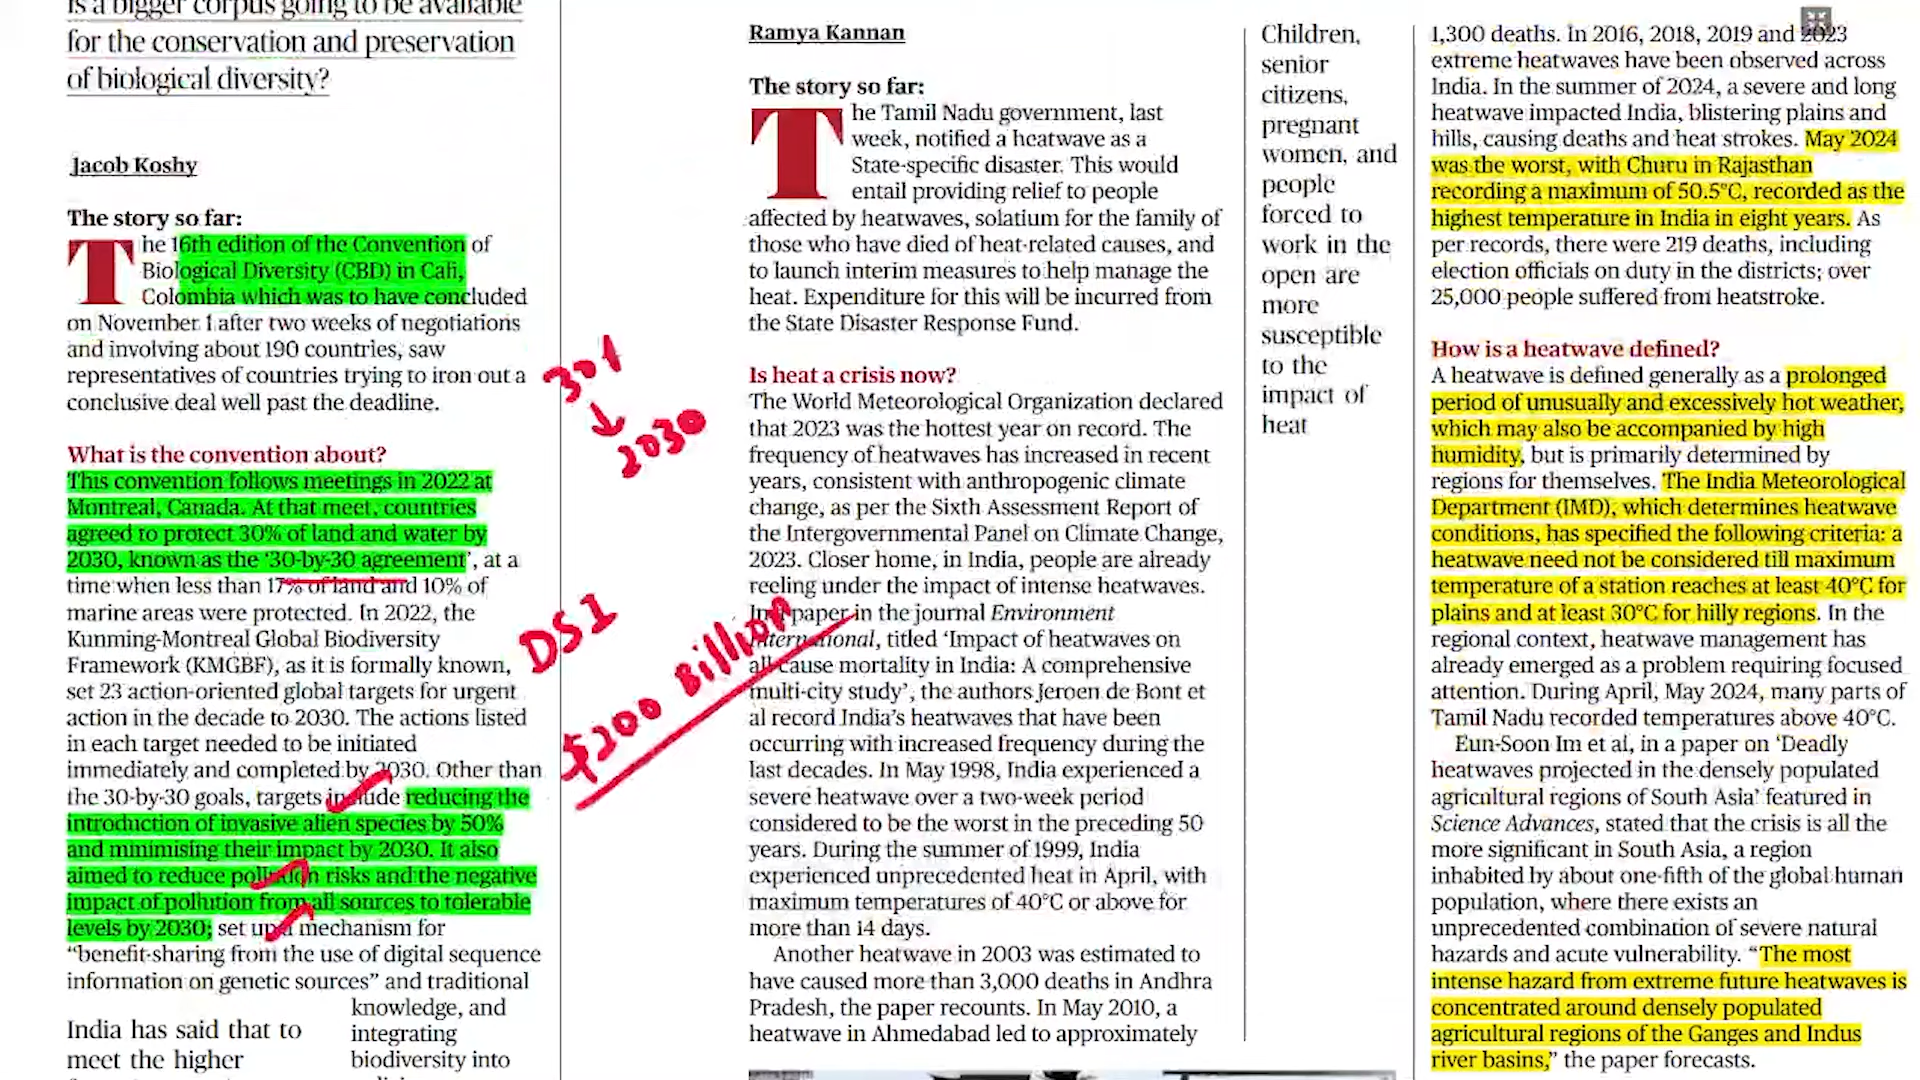 is a bigger corpus going to be available
for the conservation and preservation
of biological diversity?
Jacob Koshy
The story so far:
The 16th edition of the Convention of
Biological Diversity (CBD) in Cali,
Colombia which was to have concluded
on November 1 after two weeks of negotiations
and involving about 190 countries, saw
representatives of countries trying to iron out a
conclusive deal well past the deadline.
What is the convention about?
This convention follows meetings in 2022 at
Montreal, Canada. At that meet, countries
agreed to protect 30% of land and water by
2030, known as the ‘30-by-30 agreement’, at a
time when less than 17% of land and 10% of
marine areas were protected. In 2022, the
Kunming-Montreal Global Biodiversity
Framework (KMGBF), as it is formally known,
set 23 action-oriented global targets for urgent
action in the decade to 2030. The actions listed
in each target needed to be initiated
immediately and completed by 2030. Other than
the 30-by-30 goals, targets include reducing the
introduction of invasive alien species by 50%
and minimising their impact by 2030. It also
aimed to reduce pollution risks and the negative
impact of pollution from all sources to tolerable
levels by 2030; set up a mechanism for
“benefit-sharing from the use of digital sequence
information on genetic sources” and traditional
knowledge, and
integrating
biodiversity into
India has said that to
meet the higher
30%
2030
DSI
$200 Billion
Ramya Kannan
The story so far:
The Tamil Nadu government, last
week, notified a heatwave as a
State-specific disaster. This would
entail providing relief to people
affected by heatwaves, solatium for the family of
those who have died of heat-related causes, and
to launch interim measures to help manage the
heat. Expenditure for this will be incurred from
the State Disaster Response Fund.
Is heat a crisis now?
The World Meteorological Organization declared
that 2023 was the hottest year on record. The
frequency of heatwaves has increased in recent
years, consistent with anthropogenic climate
change, as per the Sixth Assessment Report of
the Intergovernmental Panel on Climate Change,
2023. Closer home, in India, people are already
reeling under the impact of intense heatwaves.
In a paper in the journal Environment
International, titled ‘Impact of heatwaves on
all-cause mortality in India: A comprehensive
multi-city study’, the authors Jeroen de Bont et
al record India’s heatwaves that have been
occurring with increased frequency during the
last decades. In May 1998, India experienced a
severe heatwave over a two-week period
considered to be the worst in the preceding 50
years. During the summer of 1999, India
experienced unprecedented heat in April, with
maximum temperatures of 40°C or above for
more than 14 days.
Another heatwave in 2003 was estimated to
have caused more than 3,000 deaths in Andhra
Pradesh, the paper recounts. In May 2010, a
heatwave in Ahmedabad led to approximately
Children,
senior
citizens,
pregnant
women, and
people
forced to
work in the
open are
more
susceptible
to the
impact of
heat
1,300 deaths. In 2016, 2018, 2019 and 2023
extreme heatwaves have been observed across
India. In the summer of 2024, a severe and long
heatwave impacted India, blistering plains and
hills, causing deaths and heat strokes. May 2024
was the worst, with Churu in Rajasthan
recording a maximum of 50.5°C, recorded as the
highest temperature in India in eight years. As
per records, there were 219 deaths, including
election officials on duty in the districts; over
25,000 people suffered from heatstroke.
How is a heatwave defined?
A heatwave is defined generally as a prolonged
period of unusually and excessively hot weather,
which may also be accompanied by high
humidity, but is primarily determined by
regions for themselves. The India Meteorological
Department (IMD), which determines heatwave
conditions, has specified the following criteria: a
heatwave need not be considered till maximum
temperature of a station reaches at least 40°C for
plains and at least 30°C for hilly regions. In the
regional context, heatwave management has
already emerged as a problem requiring focused
attention. During April, May 2024, many parts of
Tamil Nadu recorded temperatures above 40°C.
Eun-Soon Im et al, in a paper on ‘Deadly
heatwaves projected in the densely populated
agricultural regions of South Asia’ featured in
Science Advances, stated that the crisis is all the
more significant in South Asia, a region
inhabited by about one-fifth of the global human
population, where there exists an
unprecedented combination of severe natural
hazards and acute vulnerability. “The most
intense hazard from extreme future heatwaves is
concentrated around densely populated
agricultural regions of the Ganges and Indus
river basins,” the paper forecasts.